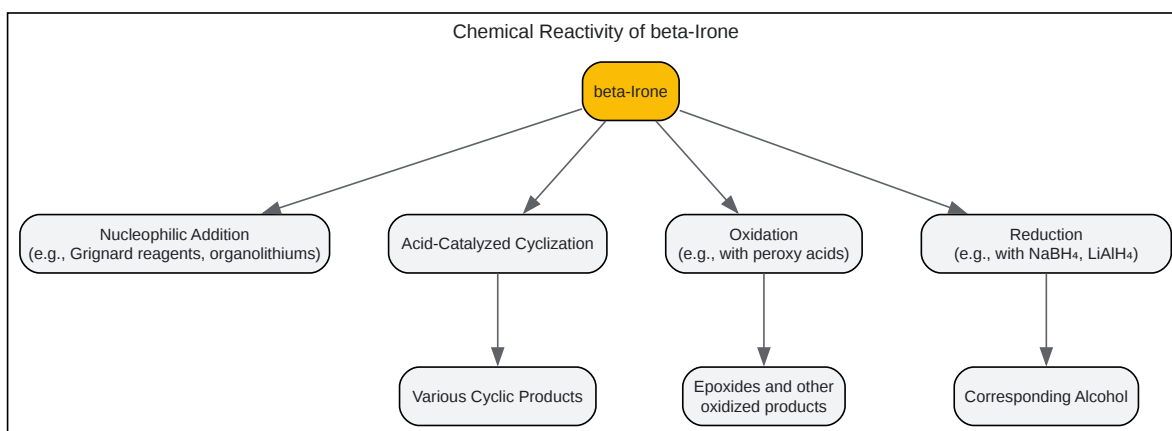 Chemical Reactivity of beta-Irone
beta-Irone
Nucleophilic Addition
(e.g., Grignard reagents, organolithiums)
Acid-Catalyzed Cyclization
Oxidation
(e.g., with peroxy acids)
Reduction
(e.g., with NaBH₄, LiAlH₄)
Various Cyclic Products
Epoxides and other
oxidized products
Corresponding Alcohol